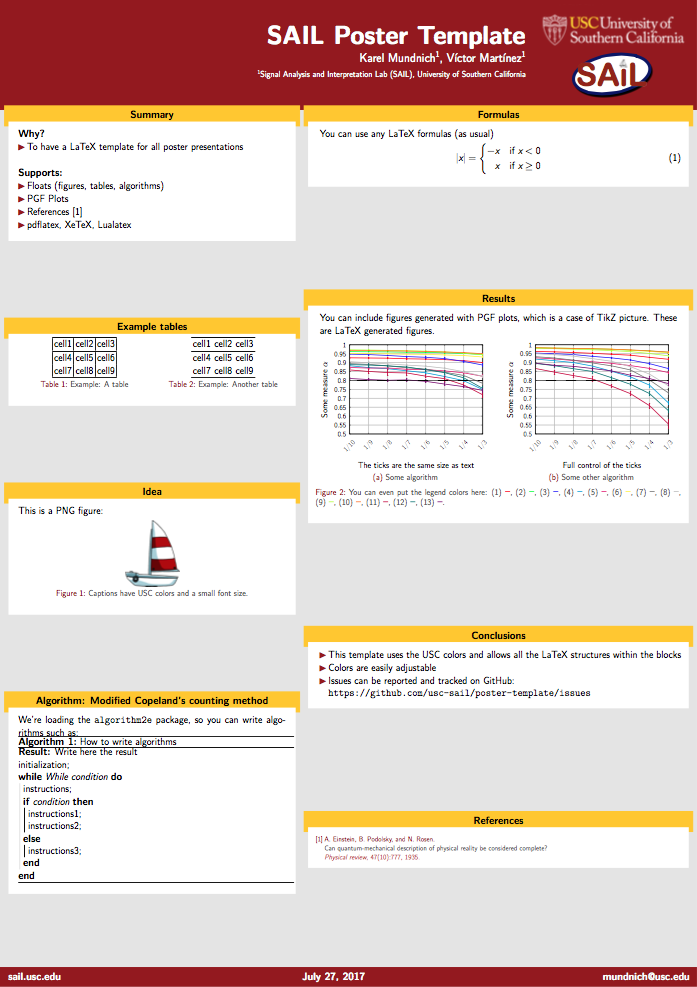 SAIL Poster Template
Karel Mundnich1, Víctor Martínez1
1Signal Analysis and Interpretation Lab (SAIL), University of Southern California
USC University of
Southern California
SAIL
Summary
Why?
▶ To have a LaTeX template for all poster presentations
Supports:
▶ Floats (figures, tables, algorithms)
▶ PGF Plots
▶ References [1]
▶ pdflatex, XeTeX, Lualatex
Example tables
cell1 cell2 cell3
cell4 cell5 cell6
cell7 cell8 cell9
Table 1: Example: A table
cell1 cell2 cell3
cell4 cell5 cell6
cell7 cell8 cell9
Table 2: Example: Another table
Idea
This is a PNG figure:
Figure 1: Captions have USC colors and a small font size.
Algorithm: Modified Copeland's counting method
We're loading the algorithm2e package, so you can write algo-
rithms such as:
Algorithm 1: How to write algorithms
Result: Write here the result
initialization;
while While condition do
instructions;
if condition then
instructions1;
instructions2;
else
instructions3;
end
end
Formulas
You can use any LaTeX formulas (as usual)
|x| = { −x if x < 0
x if x ≥ 0 (1)
Results
You can include figures generated with PGF plots, which is a case of TikZ picture. These
are LaTeX generated figures.
Some measure α
1
0.95
0.9
0.85
0.8
0.75
0.7
0.65
0.6
0.55
0.5
1/10 1/9 1/8 1/7 1/6 1/5 1/4 1/3
The ticks are the same size as text
(a) Some algorithm
Some measure α
1
0.95
0.9
0.85
0.8
0.75
0.7
0.65
0.6
0.55
0.5
1/10 1/9 1/8 1/7 1/6 1/5 1/4 1/3
Full control of the ticks
(b) Some other algorithm
Figure 2: You can even put the legend colors here: (1) −, (2) −, (3) −, (4) −, (5) −, (6) −, (7) −, (8) −,
(9) −, (10) −, (11) −, (12) −, (13) −.
Conclusions
▶ This template uses the USC colors and allows all the LaTeX structures within the blocks
▶ Colors are easily adjustable
▶ Issues can be reported and tracked on GitHub:
https://github.com/usc-sail/poster-template/issues
References
[1] A. Einstein, B. Podolsky, and N. Rosen.
Can quantum-mechanical description of physical reality be considered complete?
Physical review, 47(10):777, 1935.
sail.usc.edu
July 27, 2017
mundnich@usc.edu